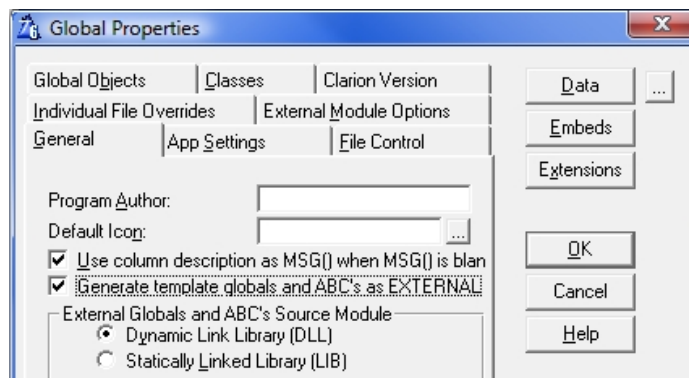 Global Properties
Global Objects Classes Clarion Version
Individual File Overrides External Module Options
General App Settings File Control
Data ...
Embeds
Extensions
Program Author:
Default Icon: ...
Use column description as MSG() when MSG() is blan
Generate template globals and ABC's as EXTERNAL
External Globals and ABC's Source Module
Dynamic Link Library (DLL)
Statically Linked Library (LIB)
OK
Cancel
Help